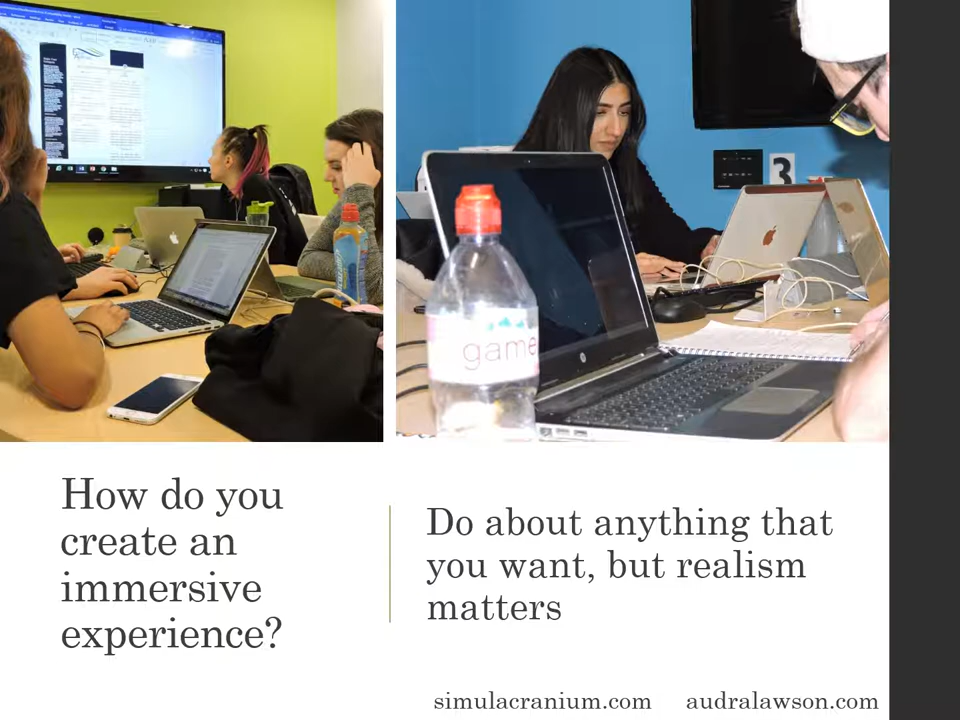 3
game
How do you
create an
immersive
experience?
Do about anything that
you want, but realism
matters
simulacranium.com audralawson.com